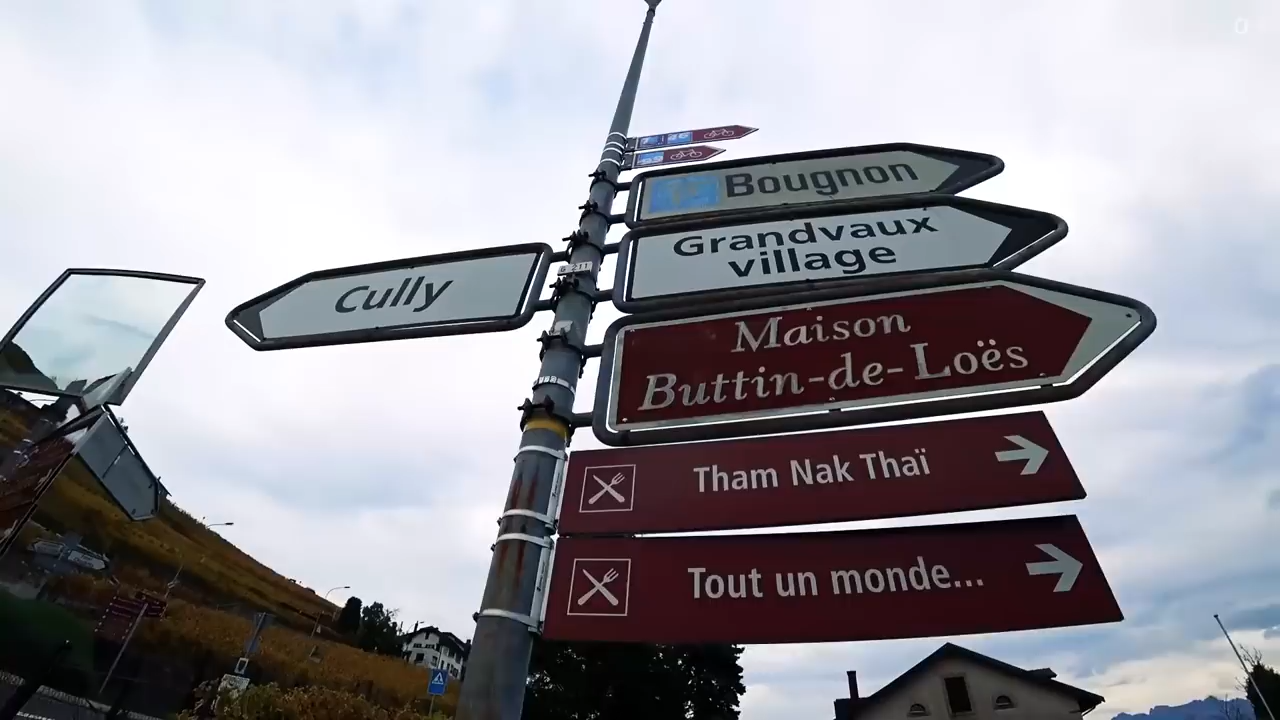 Bougnon
Grandvaux
village
Cully
Maison
Buttin-de-Loës
Tham Nak Thaï
Tout un monde...